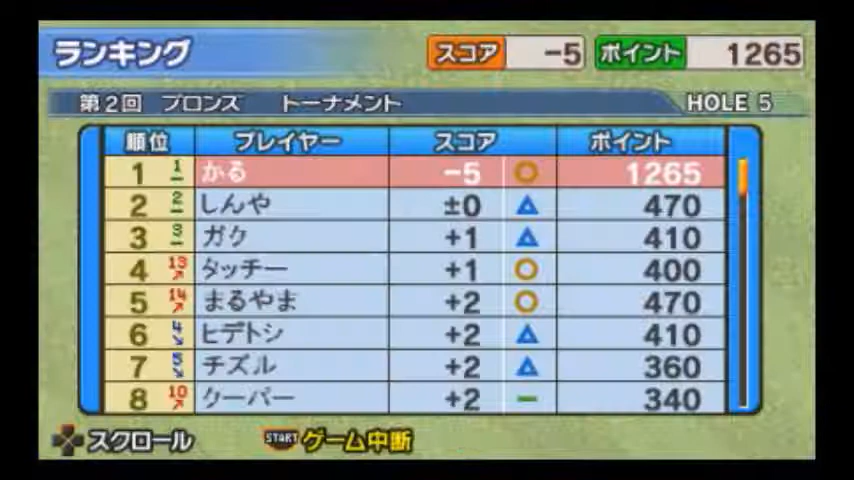 ランキング スコア -5 ポイント 1265
第2回 ブロンズ トーナメント HOLE 5
順位 プレイヤー スコア ポイント
1 1 かる -5 ○ 1265
2 2 しんや ±0 △ 470
3 3 ガク +1 △ 410
4 13 タッチー +1 ○ 400
5 14 まるやま +2 ○ 470
6 4 ヒデトシ +2 △ 410
7 5 チズル +2 △ 360
8 10 クーパー +2 - 340
スクロール START ゲーム中断